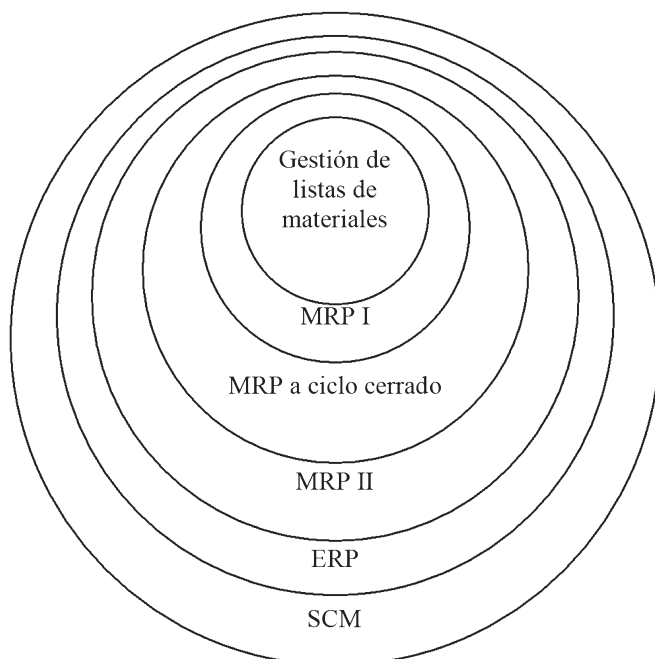 Gestión de
listas de
materiales
MRP I
MRP a ciclo cerrado
MRP II
ERP
SCM